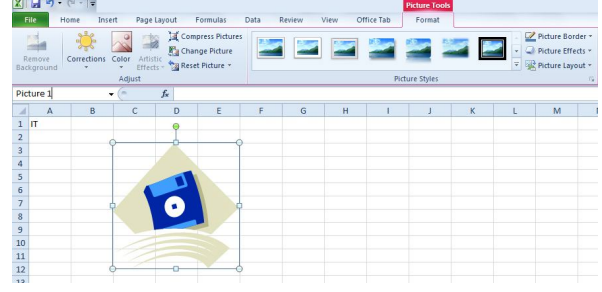 Picture Tools
File Home Insert Page Layout Formulas Data Review View Office Tab Format
Remove Background
Corrections
Color
Artistic Effects
Compress Pictures
Change Picture
Reset Picture
Adjust
Picture Border
Picture Effects
Picture Layout
Picture Styles
Picture 1
fx
A B C D E F G H I J K L M
1 IT
2
3
4
5
6
7
8
9
10
11
12
13